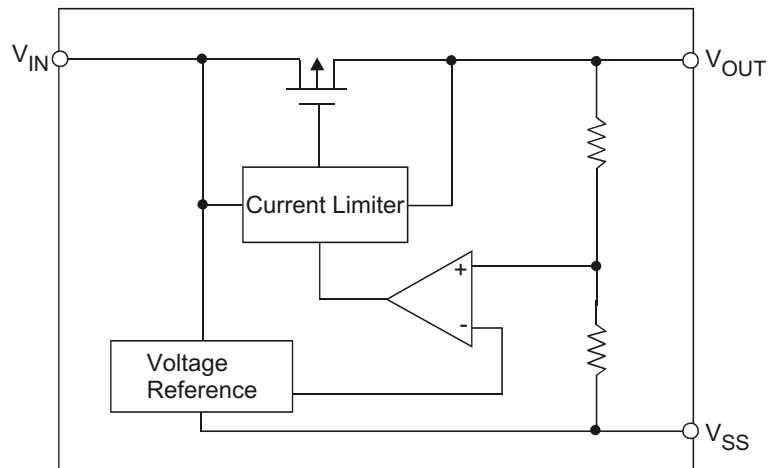 VIN
VOUT
Current Limiter
+
-
Voltage
Reference
VSS